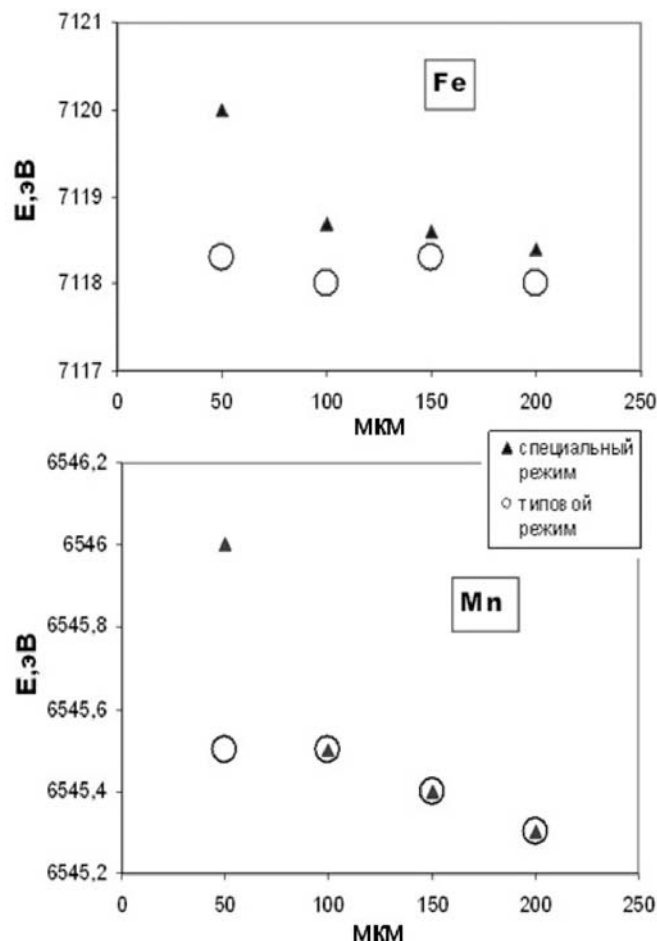 7121
Fe
7120
7119
7118
7117
E,эВ
0 50 100 150 200 250
МКМ
▲ специальный
режим
○ типовой
режим
6546,2
6546
Mn
6545,8
6545,6
6545,4
6545,2
E,эВ
0 50 100 150 200 250
МКМ